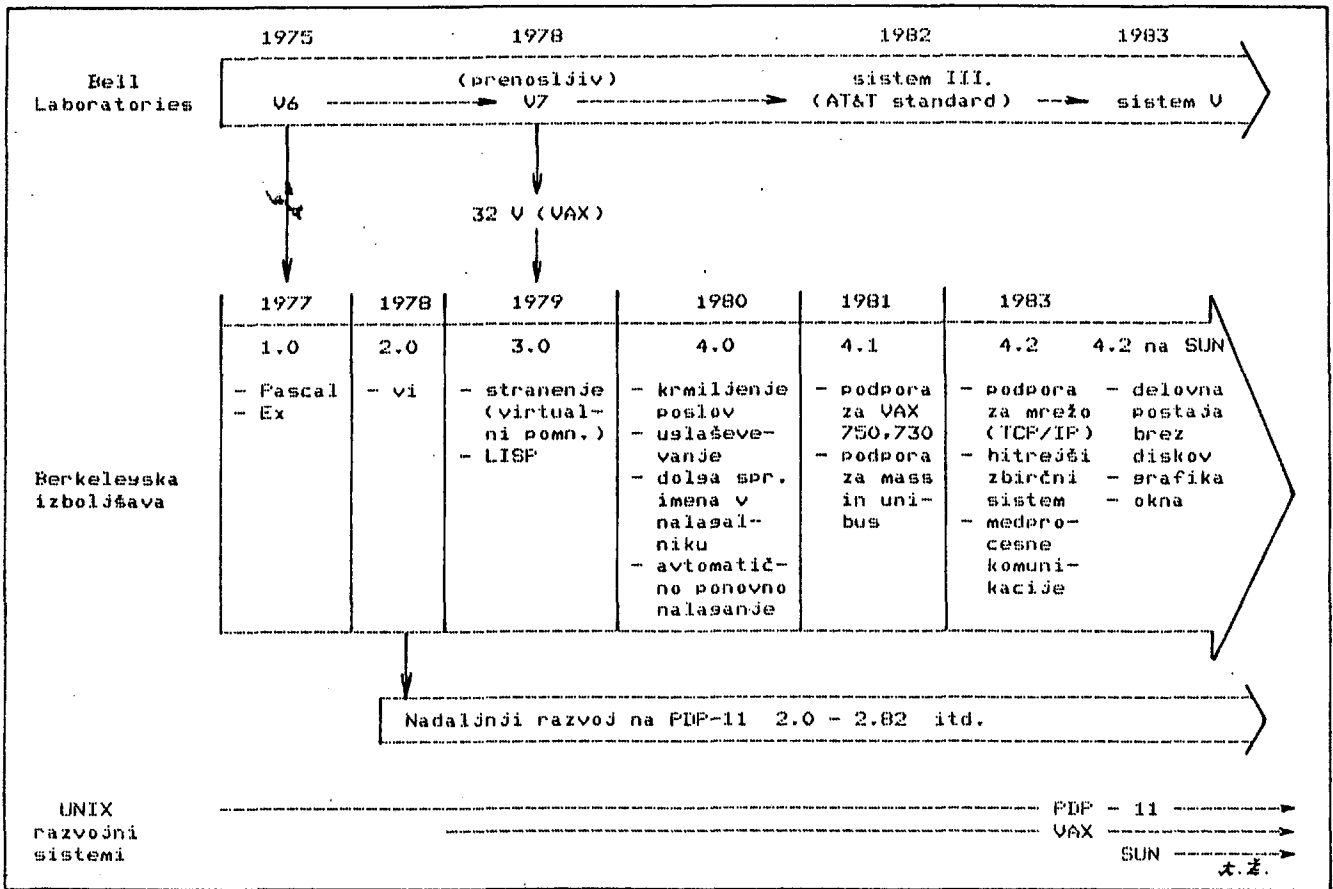 1975 1978 1982 1983
Bell
Laboratories
(prenosljiv) sistem III.
V6 V7 (AT&T standard) sistem V
32 V (VAX)
1977 1978 1979 1980 1981 1983
1.0 2.0 3.0 4.0 4.1 4.2 4.2 na SUN
Berkeleyska
izboljšava
- Pascal
- Ex
- vi
- stranenje
(virtual-
ni pomn.)
- LISP
- krmiljenje
poslov
- uglaševe-
vanje
- dolga spr.
imena v
nalagal-
niku
- avtomatič-
no ponovno
nalaganje
- podpora
za VAX
750,730
- podpora
za mass
in uni-
bus
- podpora
za mrežo
(TCP/IP)
- hitrejši
zbirčni
sistem
- medpro-
cesne
komuni-
kacije
- delovna
postaja
brez
diskov
- grafika
- okna
Nadaljnji razvoj na PDP-11 2.0 - 2.82 itd.
UNIX
razvojni
sistemi
PDP - 11
VAX
SUN
t.ž.